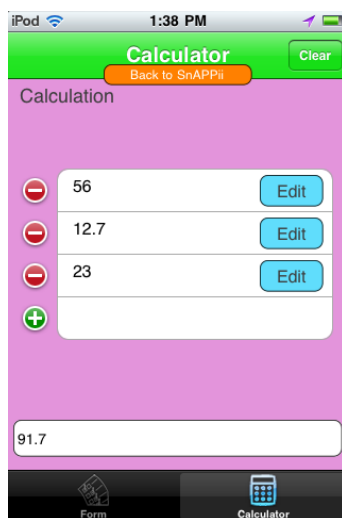 iPod 1:38 PM
Calculator Clear
Back to SnAPPii
Calculation
56 Edit
12.7 Edit
23 Edit
91.7
Form Calculator